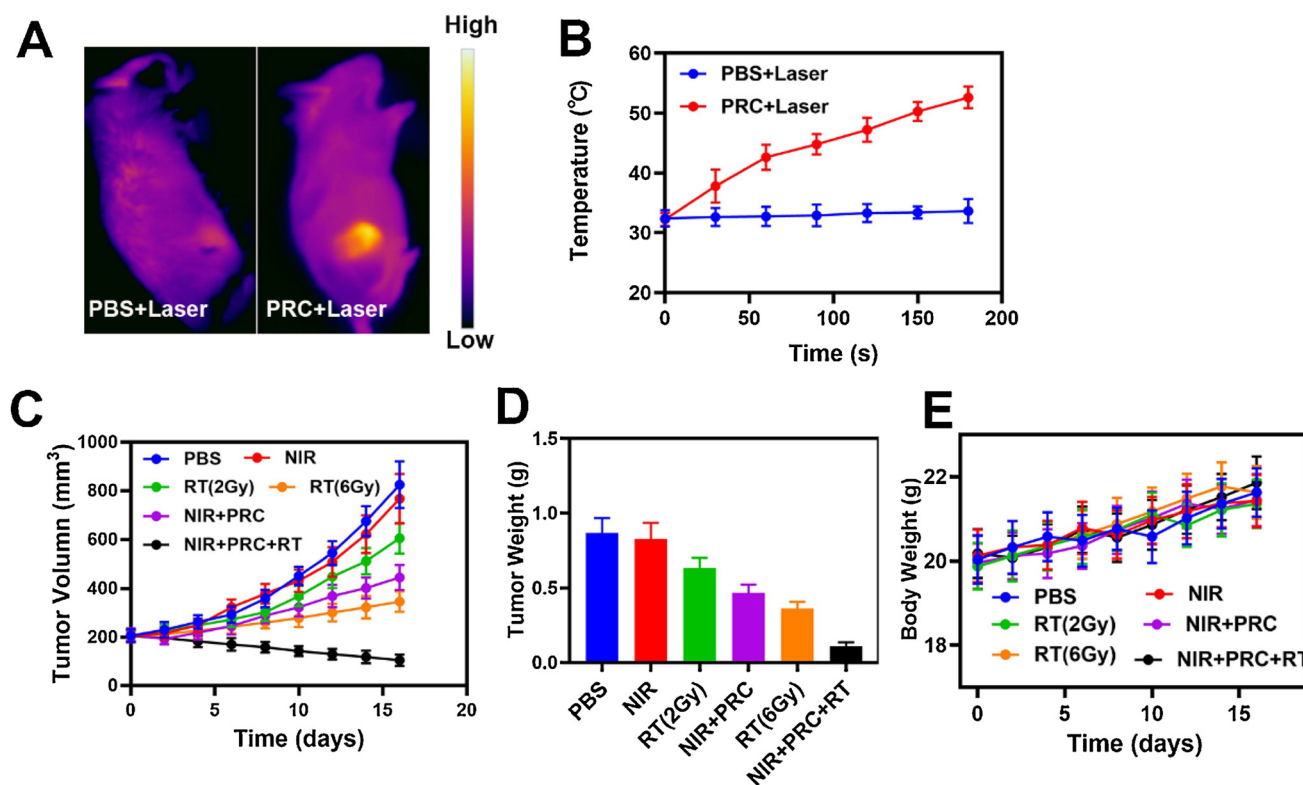 A
High
PBS+Laser
PRC+Laser
Low
B
Temperature (°C)
60
50
40
30
20
PBS+Laser
PRC+Laser
0 50 100 150 200
Time (s)
C
Tumor Volumn (mm³)
1000
800
600
400
200
0
PBS NIR
RT(2Gy) RT(6Gy)
NIR+PRC
NIR+PRC+RT
0 5 10 15 20
Time (days)
D
Tumor Weight (g)
1.5
1.0
0.5
0.0
PBS
NIR
RT(2Gy)
NIR+PRC
RT(6Gy)
NIR+PRC+RT
E
Body Weight (g)
22
20
18
PBS NIR
RT(2Gy) NIR+PRC
RT(6Gy) NIR+PRC+RT
0 5 10 15
Time (days)